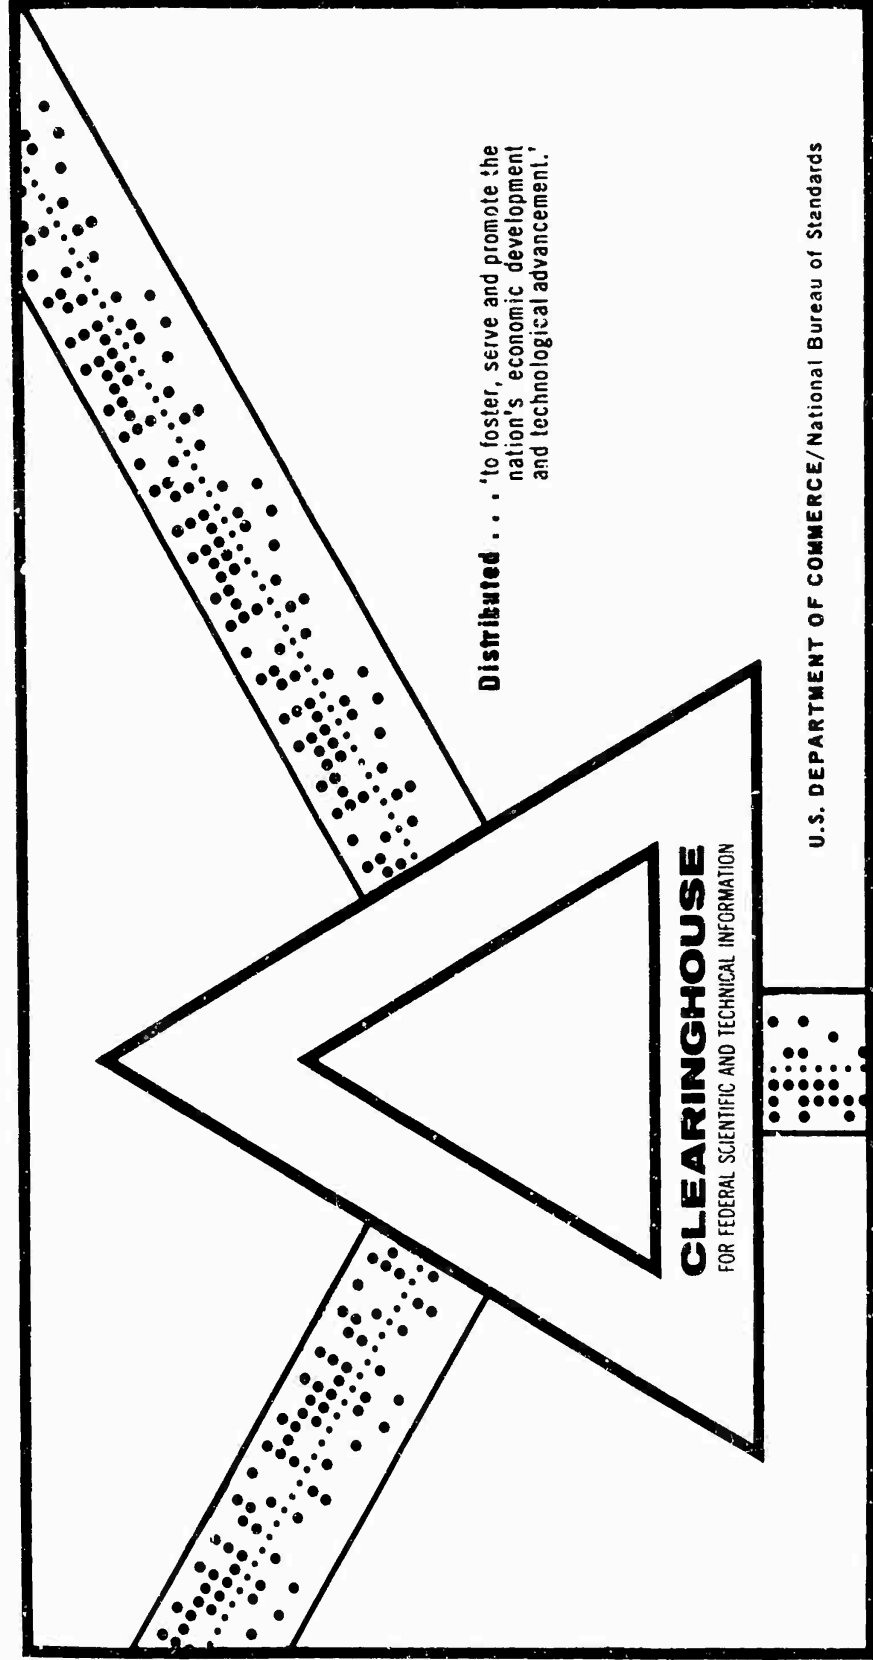 Distributed . . . . 'to foster, serve and promote the
nation's economic development
and technological advancement.'
CLEARINGHOUSE
FOR FEDERAL SCIENTIFIC AND TECHNICAL INFORMATION
U.S. DEPARTMENT OF COMMERCE/National Bureau of Standards